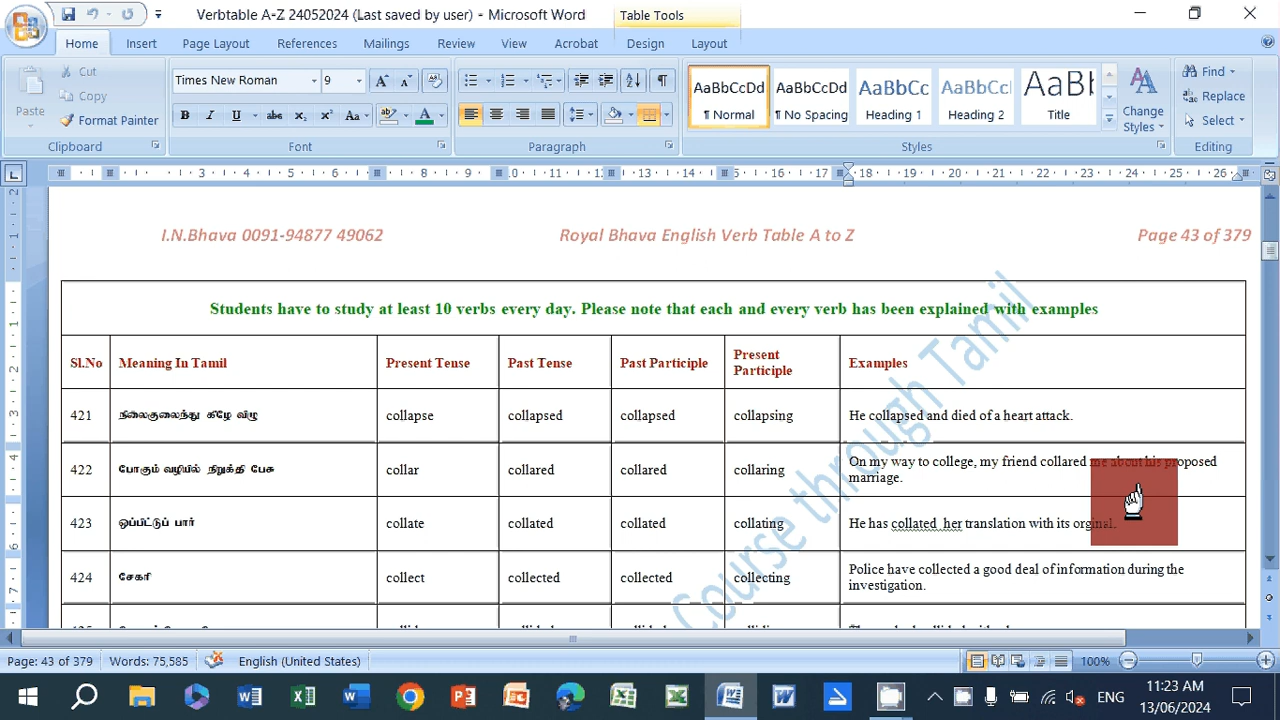 Verbtable A-Z 24052024 (Last saved by user) - Microsoft Word
Table Tools
Home Insert Page Layout References Mailings Review View Acrobat Design Layout
Paste
Cut
Copy
Format Painter
Clipboard
Times New Roman 9
Font
Paragraph
AaBbCcDd AaBbCcDd AaBbCc AaBbCc AaBb
¶ Normal ¶ No Spacing Heading 1 Heading 2 Title
Change Styles
Styles
Find
Replace
Select
Editing
I.N.Bhava 0091-94877 49062 Royal Bhava English Verb Table A to Z Page 43 of 379
Students have to study at least 10 verbs every day. Please note that each and every verb has been explained with examples
Sl.No Meaning In Tamil Present Tense Past Tense Past Participle Present Participle Examples
421 நிலைகுலைந்து கீழே விழு collapse collapsed collapsed collapsing He collapsed and died of a heart attack.
422 போகும் வழியில் நிறுத்தி பேசு collar collared collared collaring On my way to college, my friend collared me about his proposed
marriage.
423 ஒப்பிட்டுப் பார் collate collated collated collating He has collated her translation with its orginal.
424 சேகரி collect collected collected collecting Police have collected a good deal of information during the
investigation.
Course through Tamil
Page: 43 of 379 Words: 75,585 English (United States) 100%
ENG
11:23 AM
13/06/2024